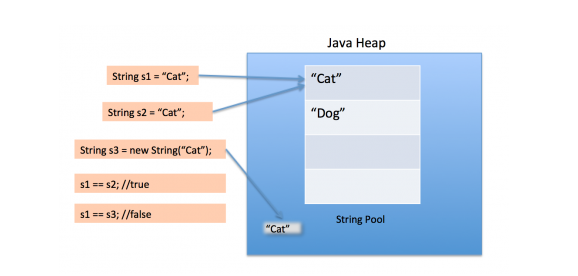 Java Heap
String s1 = “Cat”;
String s2 = “Cat”;
String s3 = new String(“Cat”);
s1 == s2; //true
s1 == s3; //false
“Cat”
“Dog”
String Pool
“Cat”